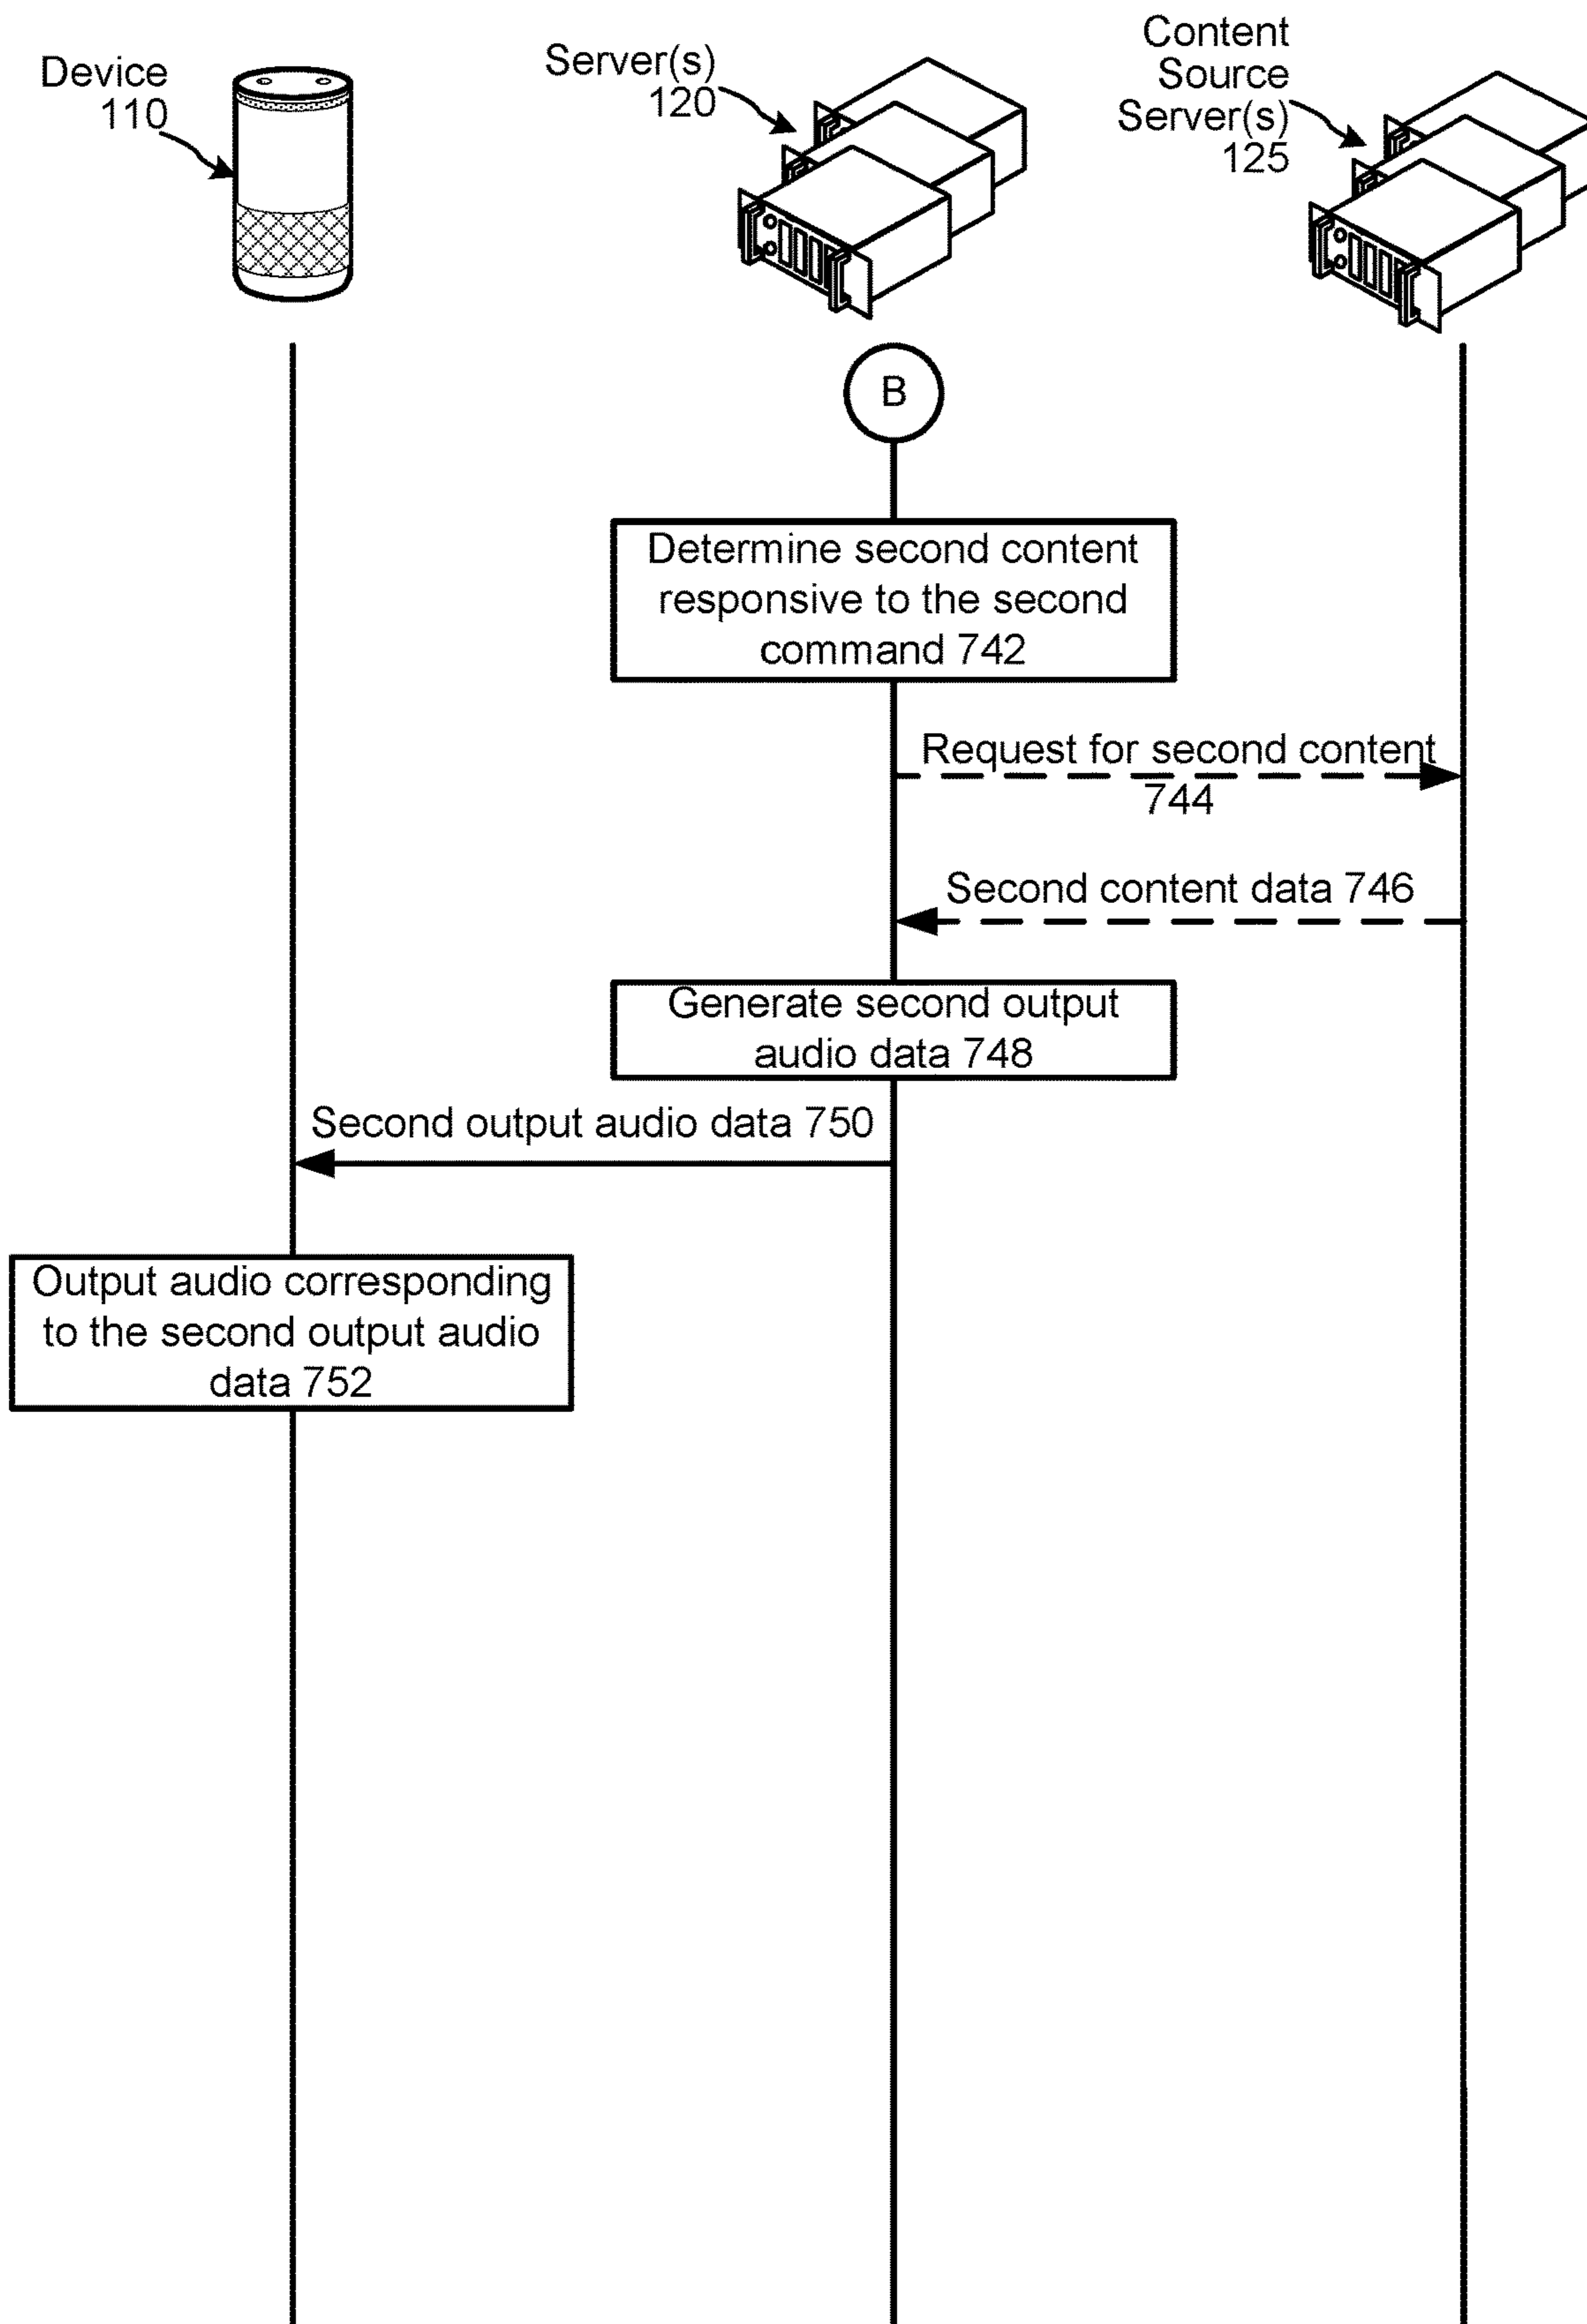 Device
110
Server(s)
120
Content
Source
Server(s)
125
B
Determine second content
responsive to the second
command 742
Request for second content
744
Second content data 746
Generate second output
audio data 748
Second output audio data 750
Output audio corresponding
to the second output audio
data 752